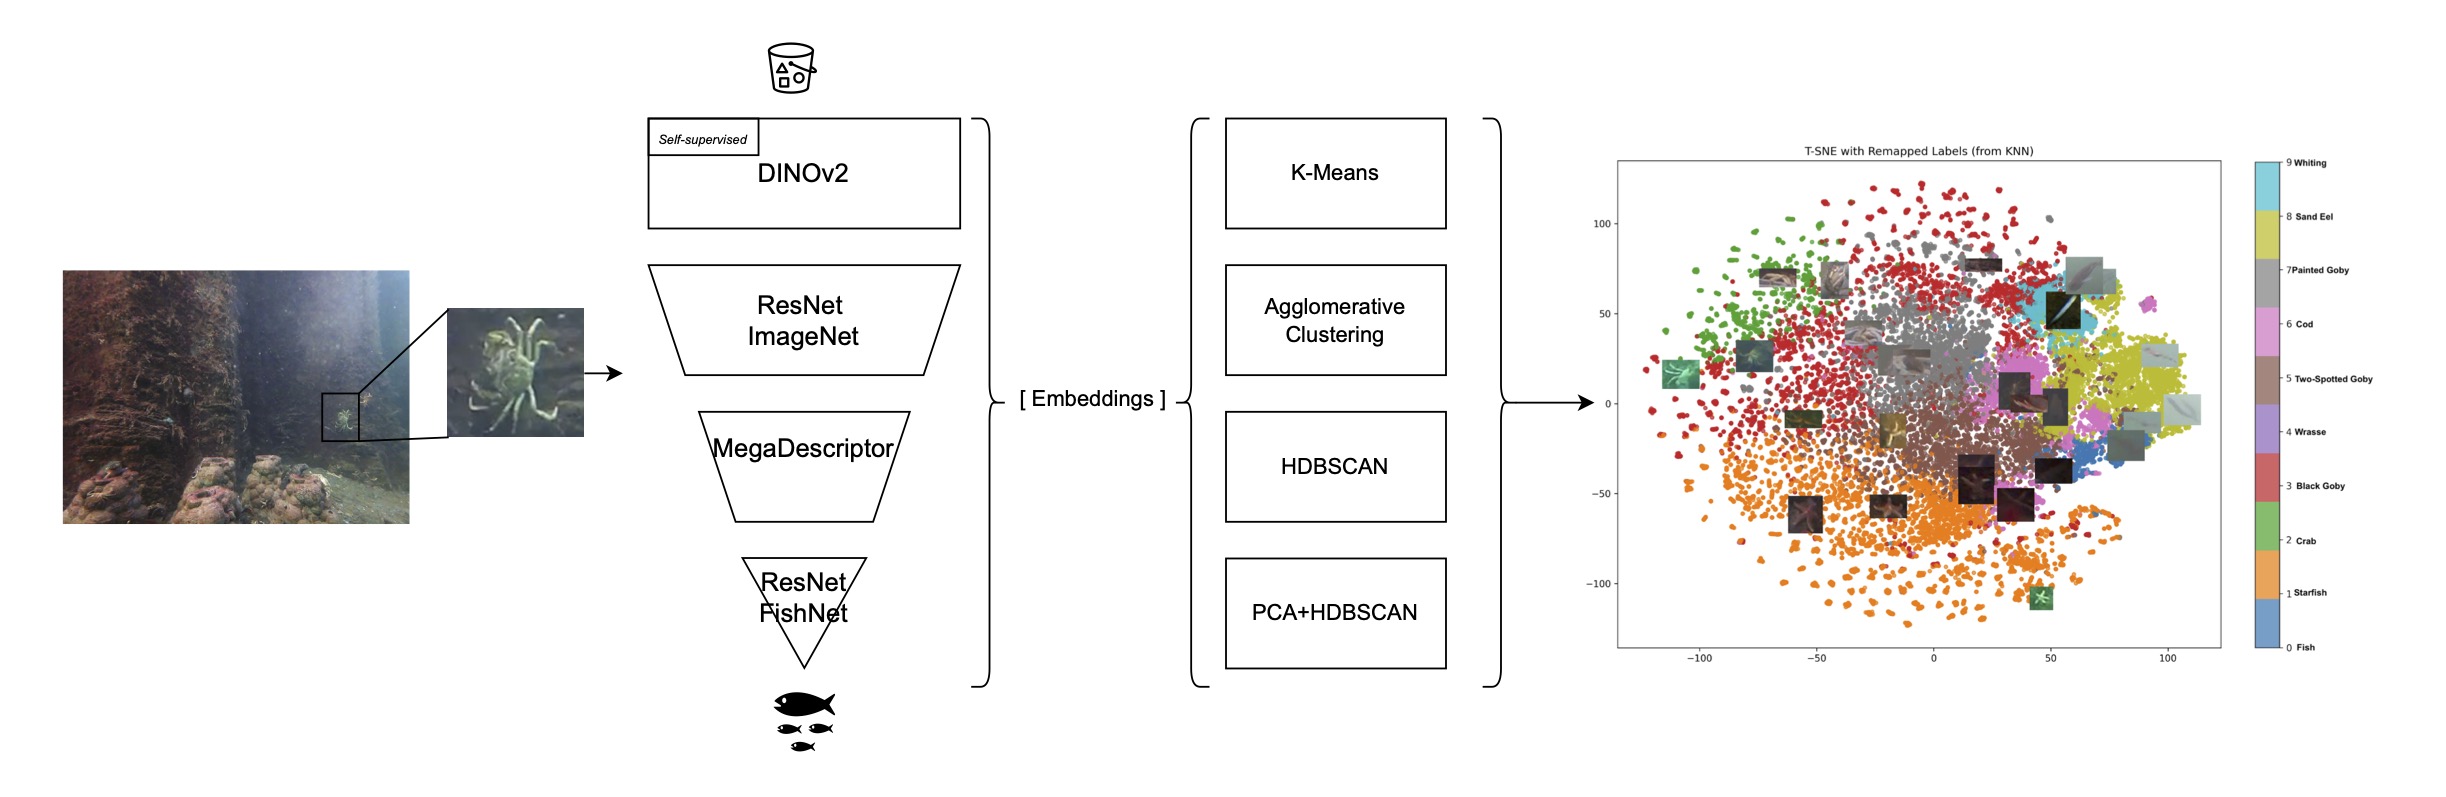 Self-supervised
DINOv2
ResNet
ImageNet
MegaDescriptor
ResNet
FishNet
[ Embeddings ]
K-Means
Agglomerative
Clustering
HDBSCAN
PCA+HDBSCAN
T-SNE with Remapped Labels (from KNN)
100
50
0
−50
−100
−100
−50
0
50
100
9 Whiting
8 Sand Eel
7Painted Goby
6 Cod
5 Two-Spotted Goby
4 Wrasse
3 Black Goby
2 Crab
1 Starfish
0 Fish